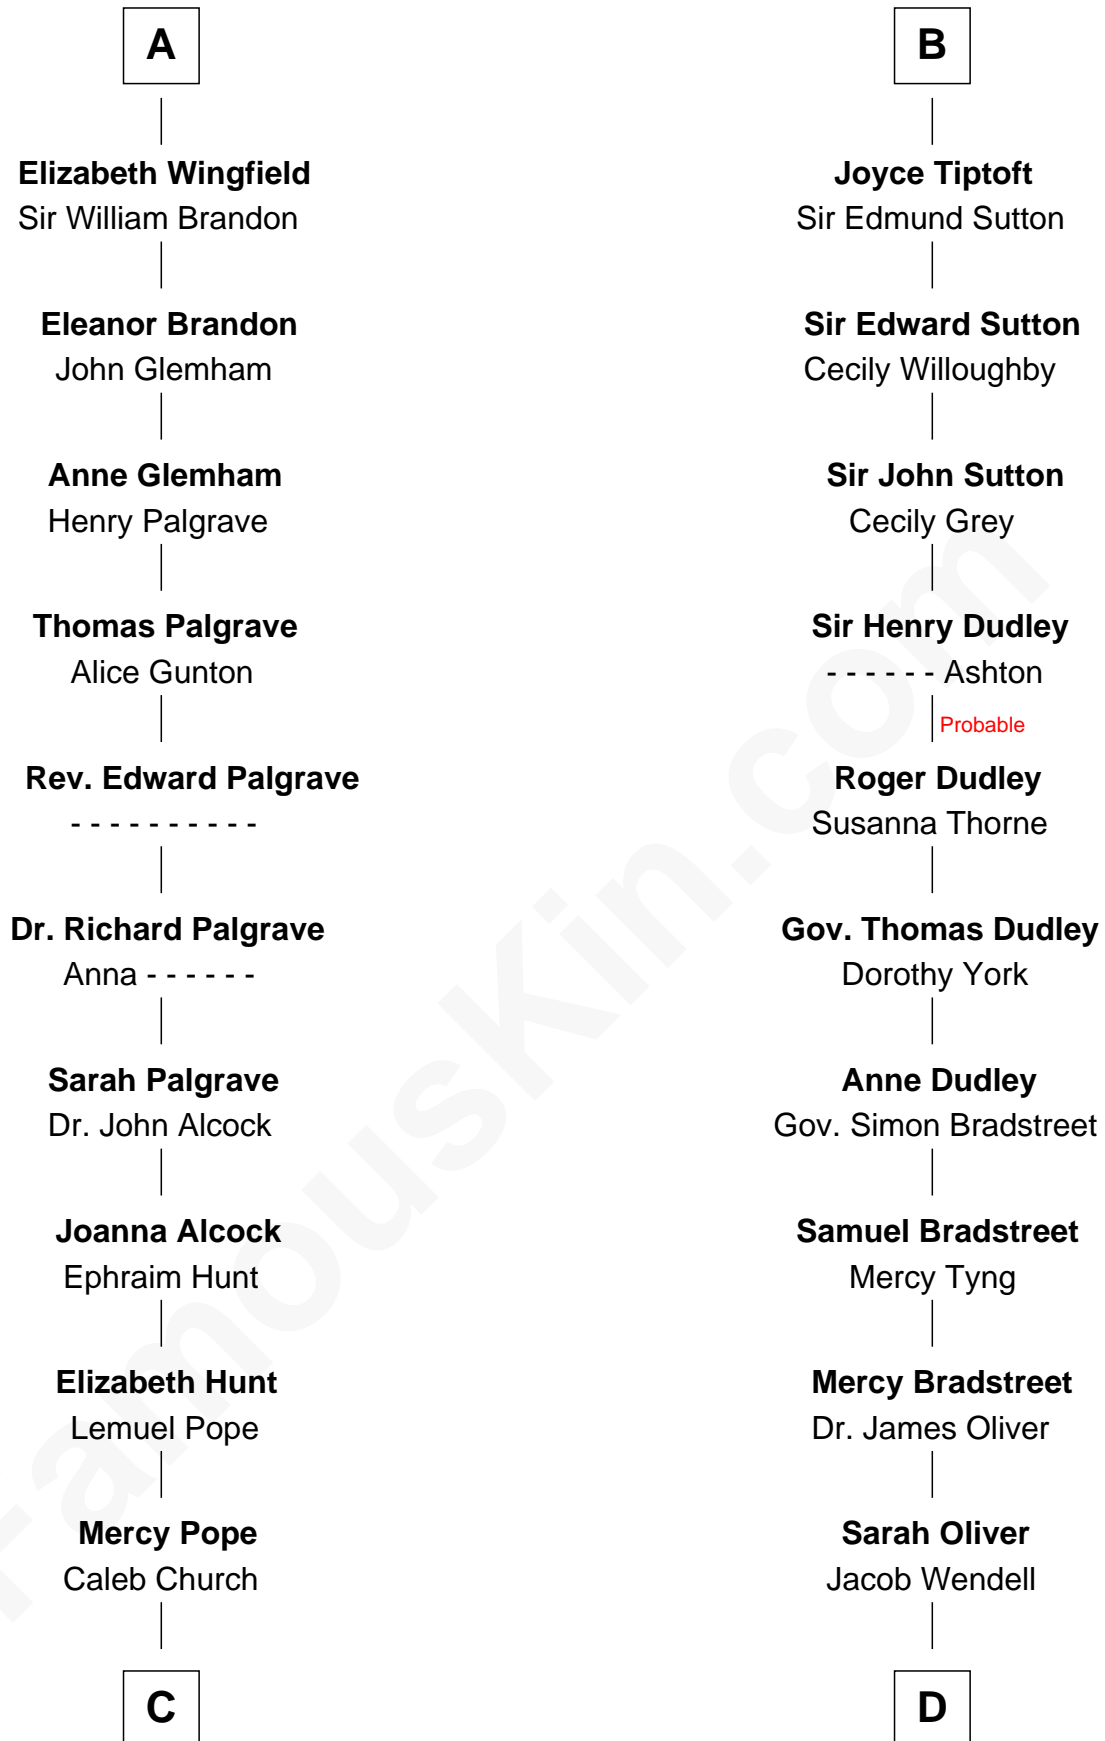 A
Elizabeth Wingfield
Sir William Brandon
Eleanor Brandon
John Glemham
Anne Glemham
Henry Palgrave
Thomas Palgrave
Alice Gunton
Rev. Edward Palgrave
- - - - - - - - - -
Dr. Richard Palgrave
Anna - - - - - -
Sarah Palgrave
Dr. John Alcock
Joanna Alcock
Ephraim Hunt
Elizabeth Hunt
Lemuel Pope
Mercy Pope
Caleb Church
C
B
Joyce Tiptoft
Sir Edmund Sutton
Sir Edward Sutton
Cecily Willoughby
Sir John Sutton
Cecily Grey
Sir Henry Dudley
- - - - - - Ashton
Probable
Roger Dudley
Susanna Thorne
Gov. Thomas Dudley
Dorothy York
Anne Dudley
Gov. Simon Bradstreet
Samuel Bradstreet
Mercy Tyng
Mercy Bradstreet
Dr. James Oliver
Sarah Oliver
Jacob Wendell
D
FamousKin.com